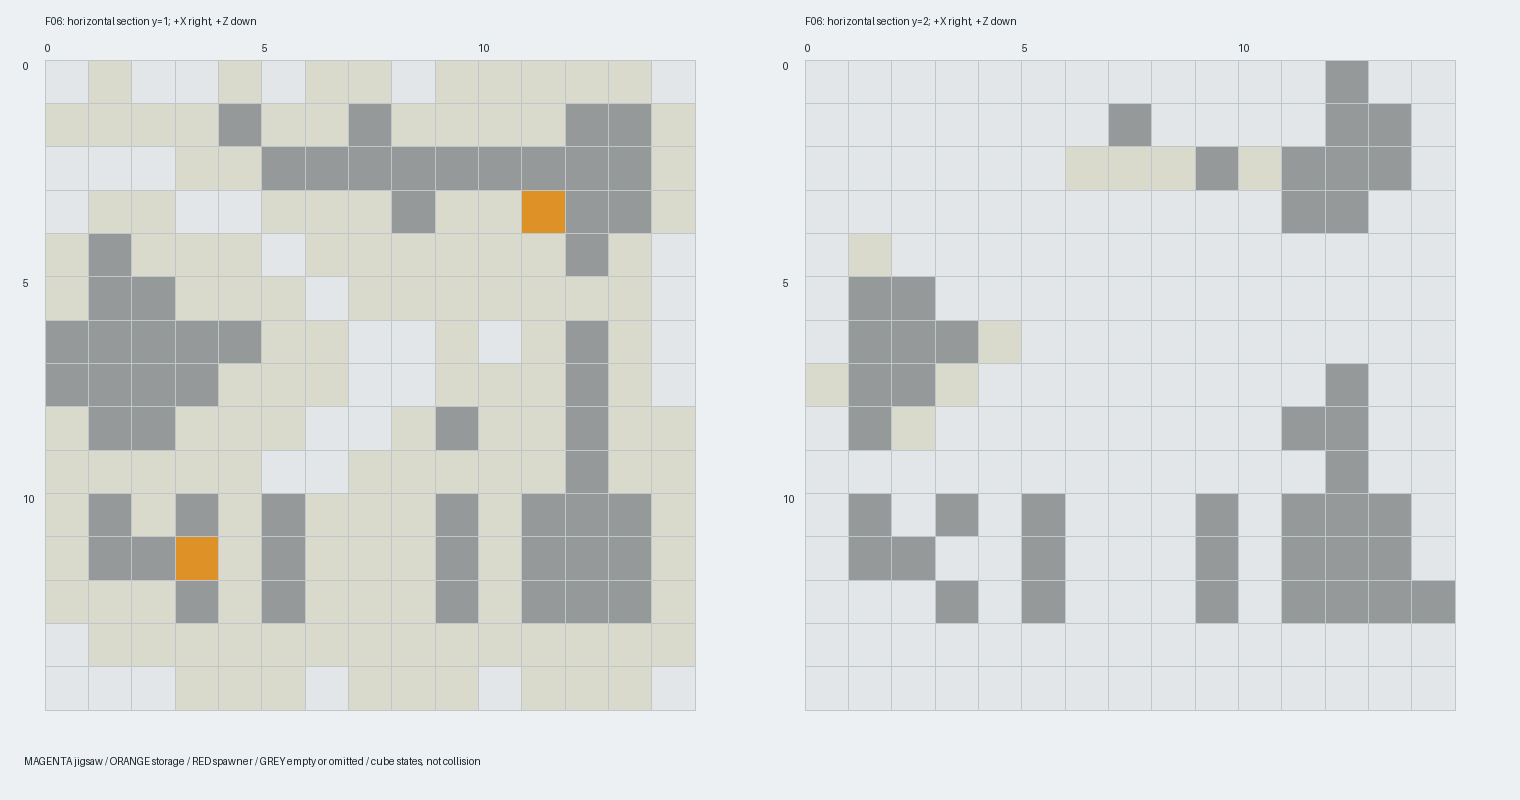 F06: horizontal section y=1; +X right, +Z down
F06: horizontal section y=2; +X right, +Z down
0 5 10
0 5 10
0
0
5
5
10
10
MAGENTA jigsaw / ORANGE storage / RED spawner / GREY empty or omitted / cube states, not collision